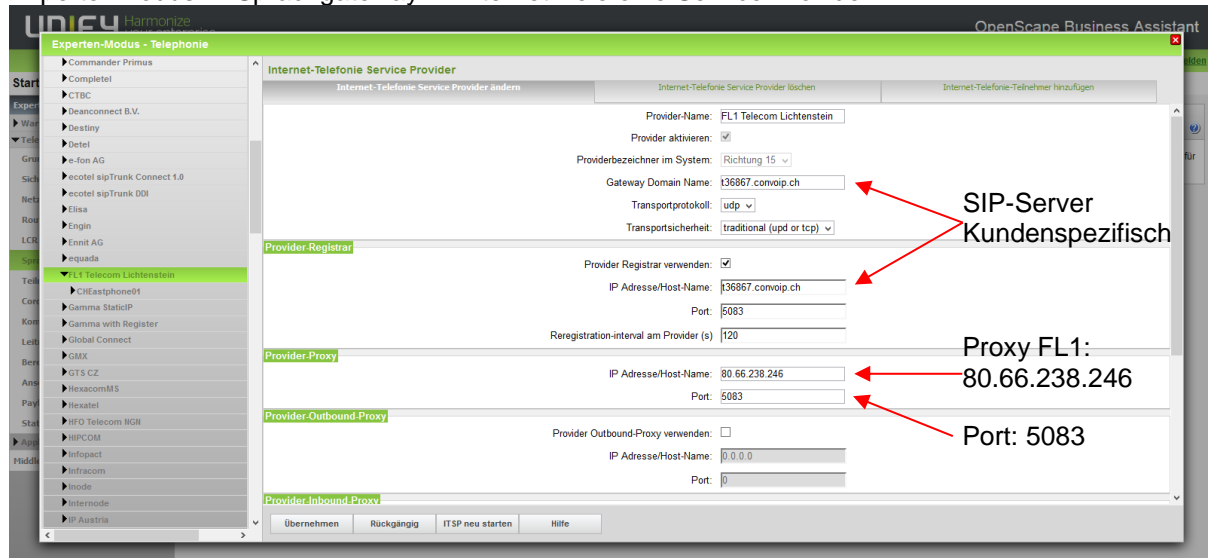 UNIFY Harmonize
OpenScape Business Assistant
Experten-Modus - Telephonie
Start
Commander Primus
Completel
CTBC
Deanconnect B.V.
Destiny
Detel
e-fon AG
ecotel sipTrunk Connect 1.0
ecotel sipTrunk DDI
Elisa
Engin
Ennit AG
equada
FL1 Telecom Lichtenstein
CHEastphone01
Gamma StaticIP
Gamma with Register
Global Connect
GMX
GTS CZ
HexacomMS
Hexatel
HFO Telecom NGN
HIPCOM
Infopact
Infracom
Inode
Internode
IP Austria
Internet-Telefonie Service Provider
Internet-Telefonie Service Provider ändern
Internet-Telefonie Service Provider löschen
Internet-Telefonie-Teilnehmer hinzufügen
Provider-Name: FL1 Telecom Lichtenstein
Provider aktivieren:
Providerbezeichner im System: Richtung 15
Gateway Domain Name: t36867.convoip.ch
Transportprotokoll: udp
Transportsicherheit: traditional (upd or tcp)
Provider-Registrar
Provider Registrar verwenden:
IP Adresse/Host-Name: t36867.convoip.ch
Port: 5083
Reregistration-interval am Provider (s) 120
Provider-Proxy
IP Adresse/Host-Name: 80.66.238.246
Port: 5083
Provider-Outbound-Proxy
Provider Outbound-Proxy verwenden:
IP Adresse/Host-Name: 0.0.0.0
Port: 0
Provider-Inbound-Proxy
Übernehmen Rückgängig ITSP neu starten Hilfe
SIP-Server
Kundenspezifisch
Proxy FL1:
80.66.238.246
Port: 5083
für
LCR